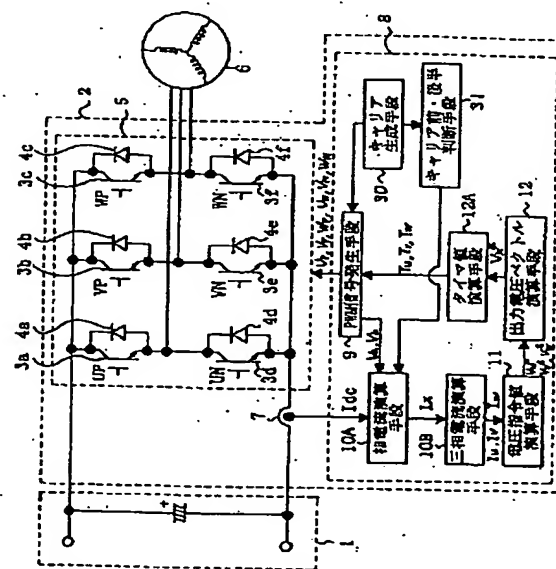 1
2
5
8
3a
4a
3b
4b
3c
4c
UP
VP
WP
UN
VN
WN
3d
4d
3e
4e
3f
4f
6
7
Idc
9
PWM信号発生手段
30
キャリア
生成手段
キャリア前・後半
判断手段
31
10A
相電流演算
手段
Tu,Tv,Tw
12A
タイマ値
演算手段
Ix
10B
三相電流演算
手段
Iu,Iv,Iw
11
電圧指令値
演算手段
12
出力電圧ベクトル
演算手段